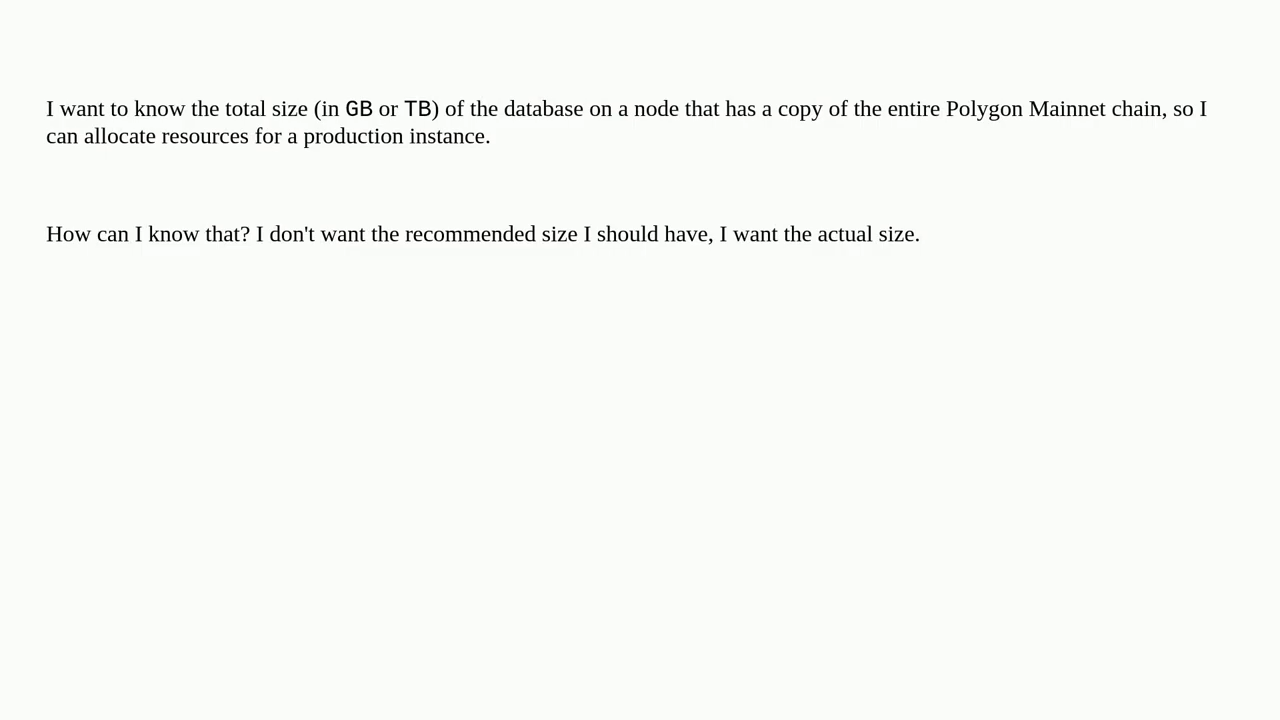 I want to know the total size (in GB or TB) of the database on a node that has a copy of the entire Polygon Mainnet chain, so I
can allocate resources for a production instance.
How can I know that? I don't want the recommended size I should have, I want the actual size.